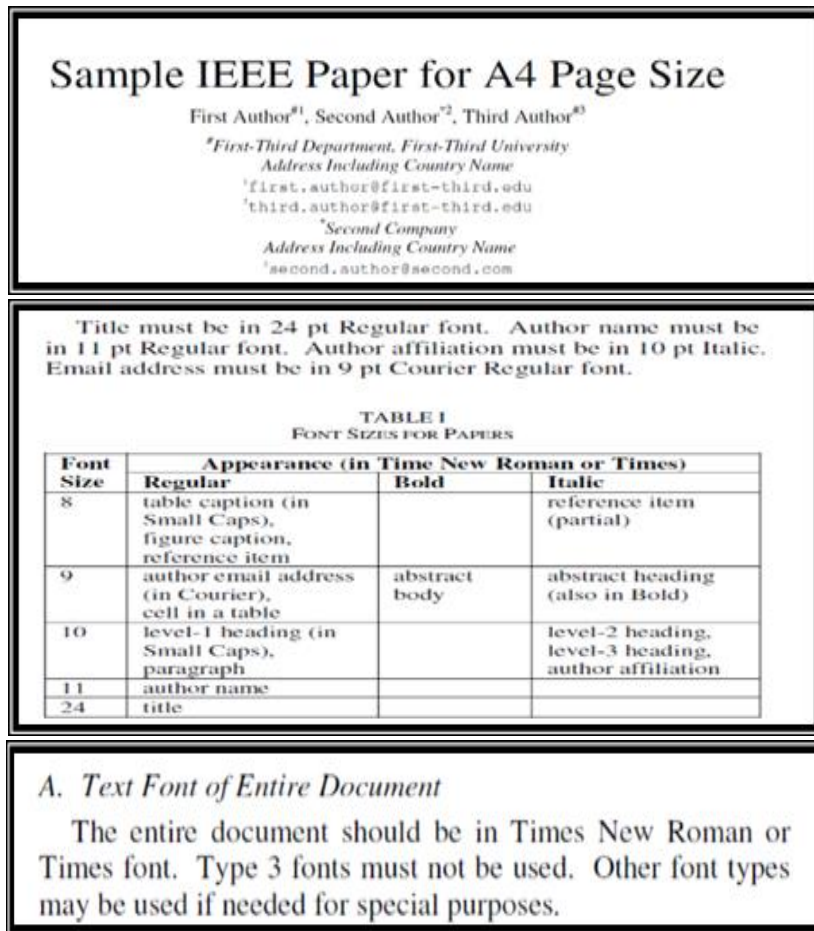 Sample IEEE Paper for A4 Page Size
First Author#1, Second Author*2, Third Author#3
#First-Third Department, First-Third University
Address Including Country Name
1first.author@first-third.edu
3third.author@first-third.edu
*Second Company
Address Including Country Name
2second.author@second.com
Title must be in 24 pt Regular font. Author name must be
in 11 pt Regular font. Author affiliation must be in 10 pt Italic.
Email address must be in 9 pt Courier Regular font.
TABLE I
FONT SIZES FOR PAPERS
Font Size Appearance (in Time New Roman or Times)
Regular Bold Italic
8 table caption (in reference item
Small Caps), (partial)
figure caption,
reference item
9 author email address abstract abstract heading
(in Courier), body (also in Bold)
cell in a table
10 level-1 heading (in level-2 heading,
Small Caps), level-3 heading,
paragraph author affiliation
11 author name
24 title
A. Text Font of Entire Document
The entire document should be in Times New Roman or
Times font. Type 3 fonts must not be used. Other font types
may be used if needed for special purposes.